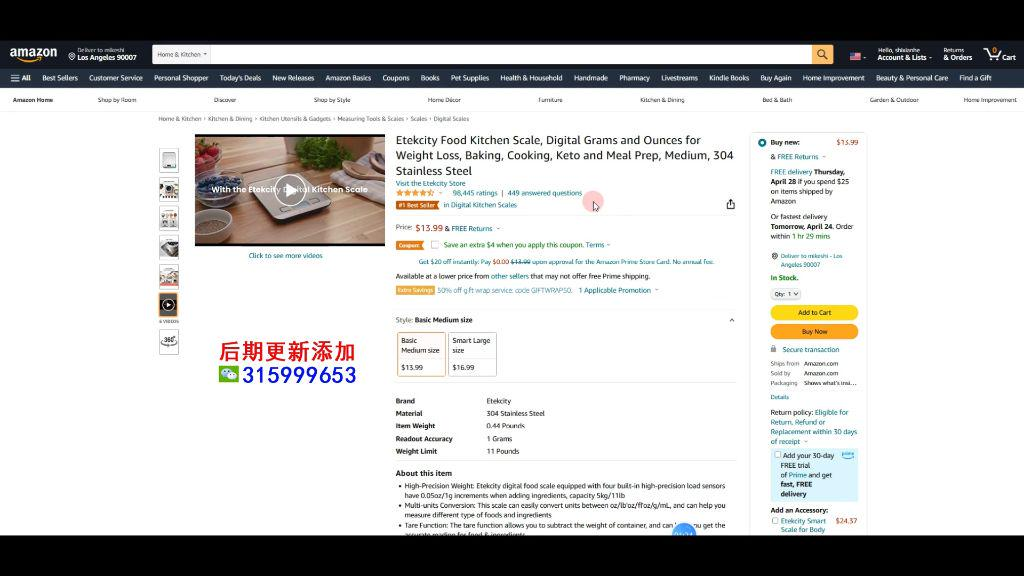 amazon
Deliver to mikeshi
Los Angeles 90007
Home & Kitchen
Hello, shixianhe
Account & Lists
Returns
& Orders
0
Cart
All
Best Sellers
Customer Service
Personal Shopper
Today's Deals
New Releases
Amazon Basics
Coupons
Books
Pet Supplies
Health & Household
Handmade
Pharmacy
Livestreams
Kindle Books
Buy Again
Home Improvement
Beauty & Personal Care
Find a Gift
Amazon Home
Shop by Room
Discover
Shop by Style
Home Décor
Furniture
Kitchen & Dining
Bed & Bath
Garden & Outdoor
Home Improvement
Home & Kitchen › Kitchen & Dining › Kitchen Utensils & Gadgets › Measuring Tools & Scales › Scales › Digital Scales
With the Etekcity Digital Kitchen Scale
Click to see more videos
6 VIDEOS
360°
后期更新添加
315999653
Etekcity Food Kitchen Scale, Digital Grams and Ounces for
Weight Loss, Baking, Cooking, Keto and Meal Prep, Medium, 304
Stainless Steel
Visit the Etekcity Store
98,445 ratings | 449 answered questions
#1 Best Seller in Digital Kitchen Scales
Price: $13.99 & FREE Returns
Coupon Save an extra $4 when you apply this coupon. Terms
Get $20 off instantly: Pay $0.00 $13.99 upon approval for the Amazon Prime Store Card. No annual fee.
Available at a lower price from other sellers that may not offer free Prime shipping.
Extra Savings 50% off gift wrap service: code GIFTWRAP50. 1 Applicable Promotion
Style: Basic Medium size
Basic
Medium size
$13.99
Smart Large
size
$16.99
Brand Etekcity
Material 304 Stainless Steel
Item Weight 0.44 Pounds
Readout Accuracy 1 Grams
Weight Limit 11 Pounds
About this item
• High-Precision Weight: Etekcity digital food scale equipped with four built-in high-precision load sensors
have 0.05oz/1g increments when adding ingredients, capacity 5kg/11lb
• Multi-units Conversion: This scale can easily convert units between oz/lb'oz/fl'oz/g/mL, and can help you
measure different type of foods and ingredients
• Tare Function: The tare function allows you to subtract the weight of container, and can get the
accurate reading for food & ingredients
Buy new: $13.99
& FREE Returns
FREE delivery Thursday,
April 28 if you spend $25
on items shipped by
Amazon
Or fastest delivery
Tomorrow, April 24. Order
within 1 hr 29 mins
Deliver to mikeshi - Los
Angeles 90007
In Stock.
Qty: 1
Add to Cart
Buy Now
Secure transaction
Ships from Amazon.com
Sold by Amazon.com
Packaging Shows what's insi...
Details
Return policy: Eligible for
Return, Refund or
Replacement within 30 days
of receipt
Add your 30-day
prime
FREE trial
of Prime and get
fast, FREE
delivery
Add an Accessory:
Etekcity Smart $24.37
Scale for Body